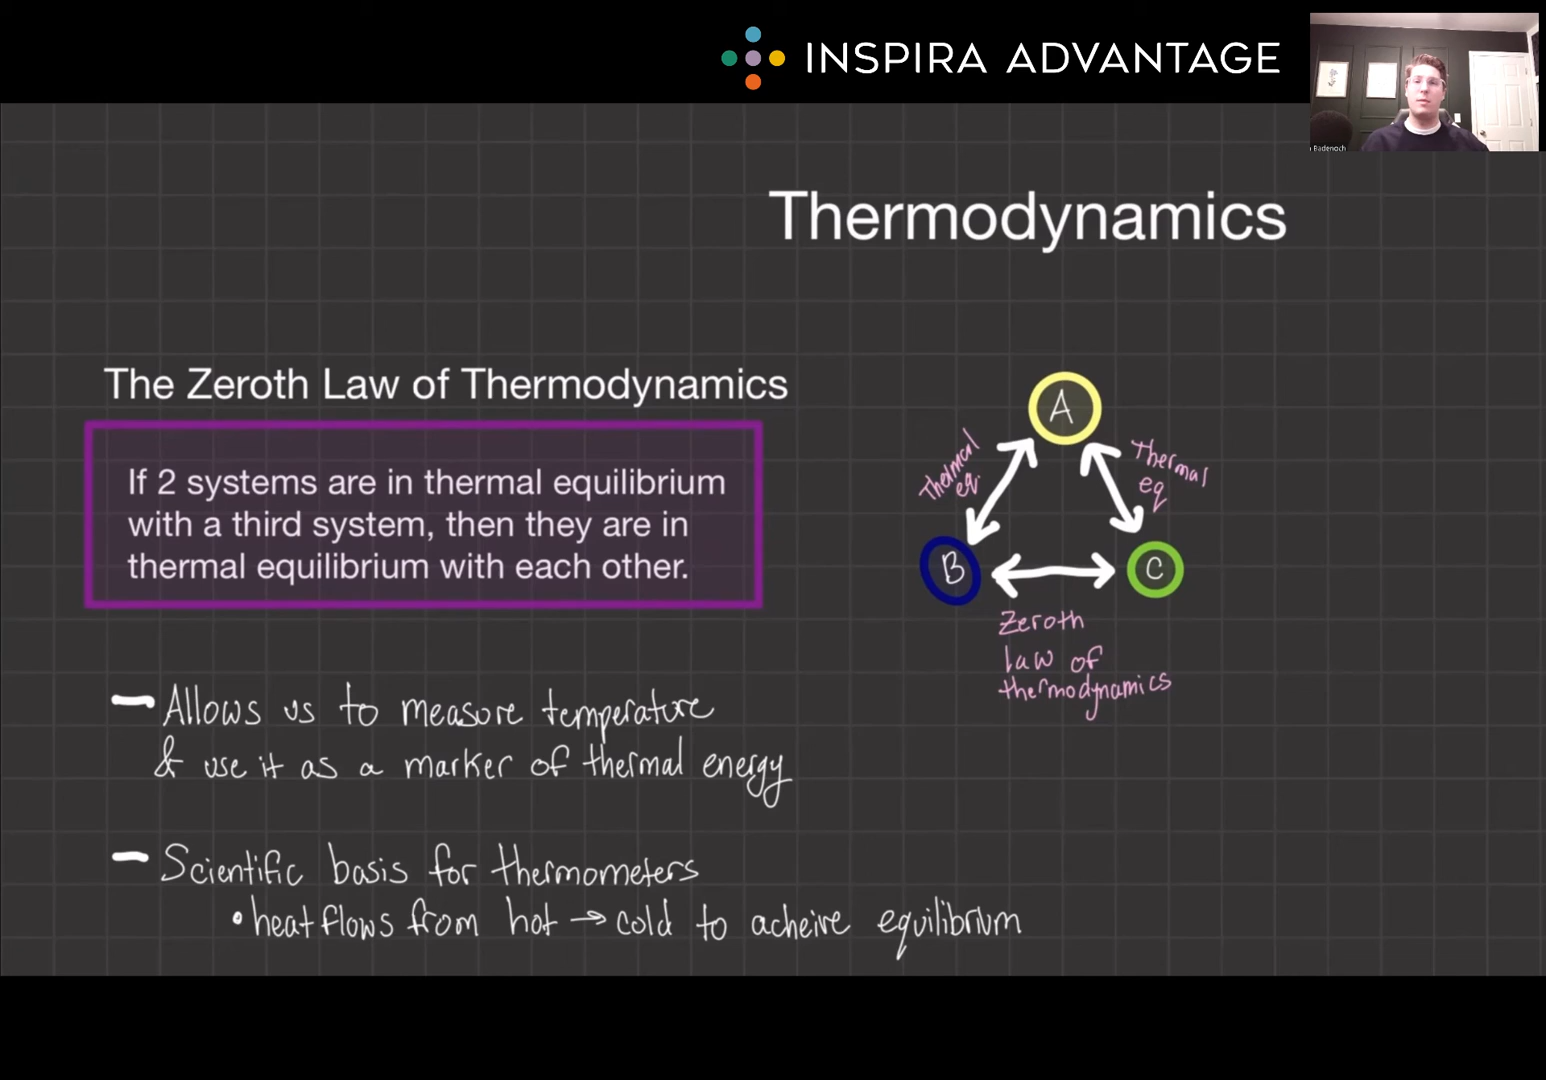 INSPIRA ADVANTAGE
Badenoch
Thermodynamics
The Zeroth Law of Thermodynamics
If 2 systems are in thermal equilibrium
with a third system, then they are in
thermal equilibrium with each other.
A
Thermal
eq.
Thermal
eq
B
C
Zeroth
law of
thermodynamics
– Allows us to measure temperature
& use it as a marker of thermal energy
– Scientific basis for thermometers
• heat flows from hot → cold to acheive equilibrium